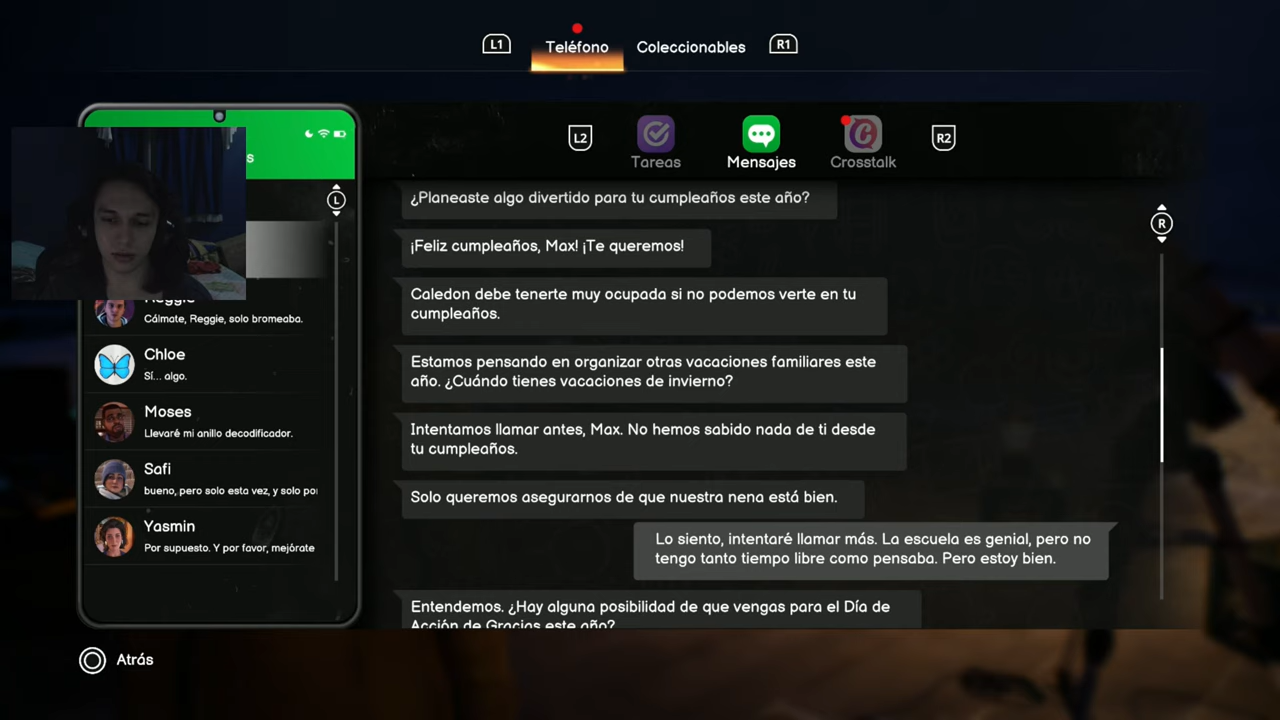 L1
Teléfono
Coleccionables
R1
L2
Tareas
Mensajes
Crosstalk
R2
L
Reggie
Cálmate, Reggie, solo bromeaba.
Chloe
Sí... algo.
Moses
Llevaré mi anillo decodificador.
Safi
bueno, pero solo esta vez, y solo por
Yasmin
Por supuesto. Y por favor, mejórate
¿Planeaste algo divertido para tu cumpleaños este año?
¡Feliz cumpleaños, Max! ¡Te queremos!
Caledon debe tenerte muy ocupada si no podemos verte en tu
cumpleaños.
Estamos pensando en organizar otras vacaciones familiares este
año. ¿Cuándo tienes vacaciones de invierno?
Intentamos llamar antes, Max. No hemos sabido nada de ti desde
tu cumpleaños.
Solo queremos asegurarnos de que nuestra nena está bien.
Lo siento, intentaré llamar más. La escuela es genial, pero no
tengo tanto tiempo libre como pensaba. Pero estoy bien.
Entendemos. ¿Hay alguna posibilidad de que vengas para el Día de
Acción de Gracias este año?
R
Atrás